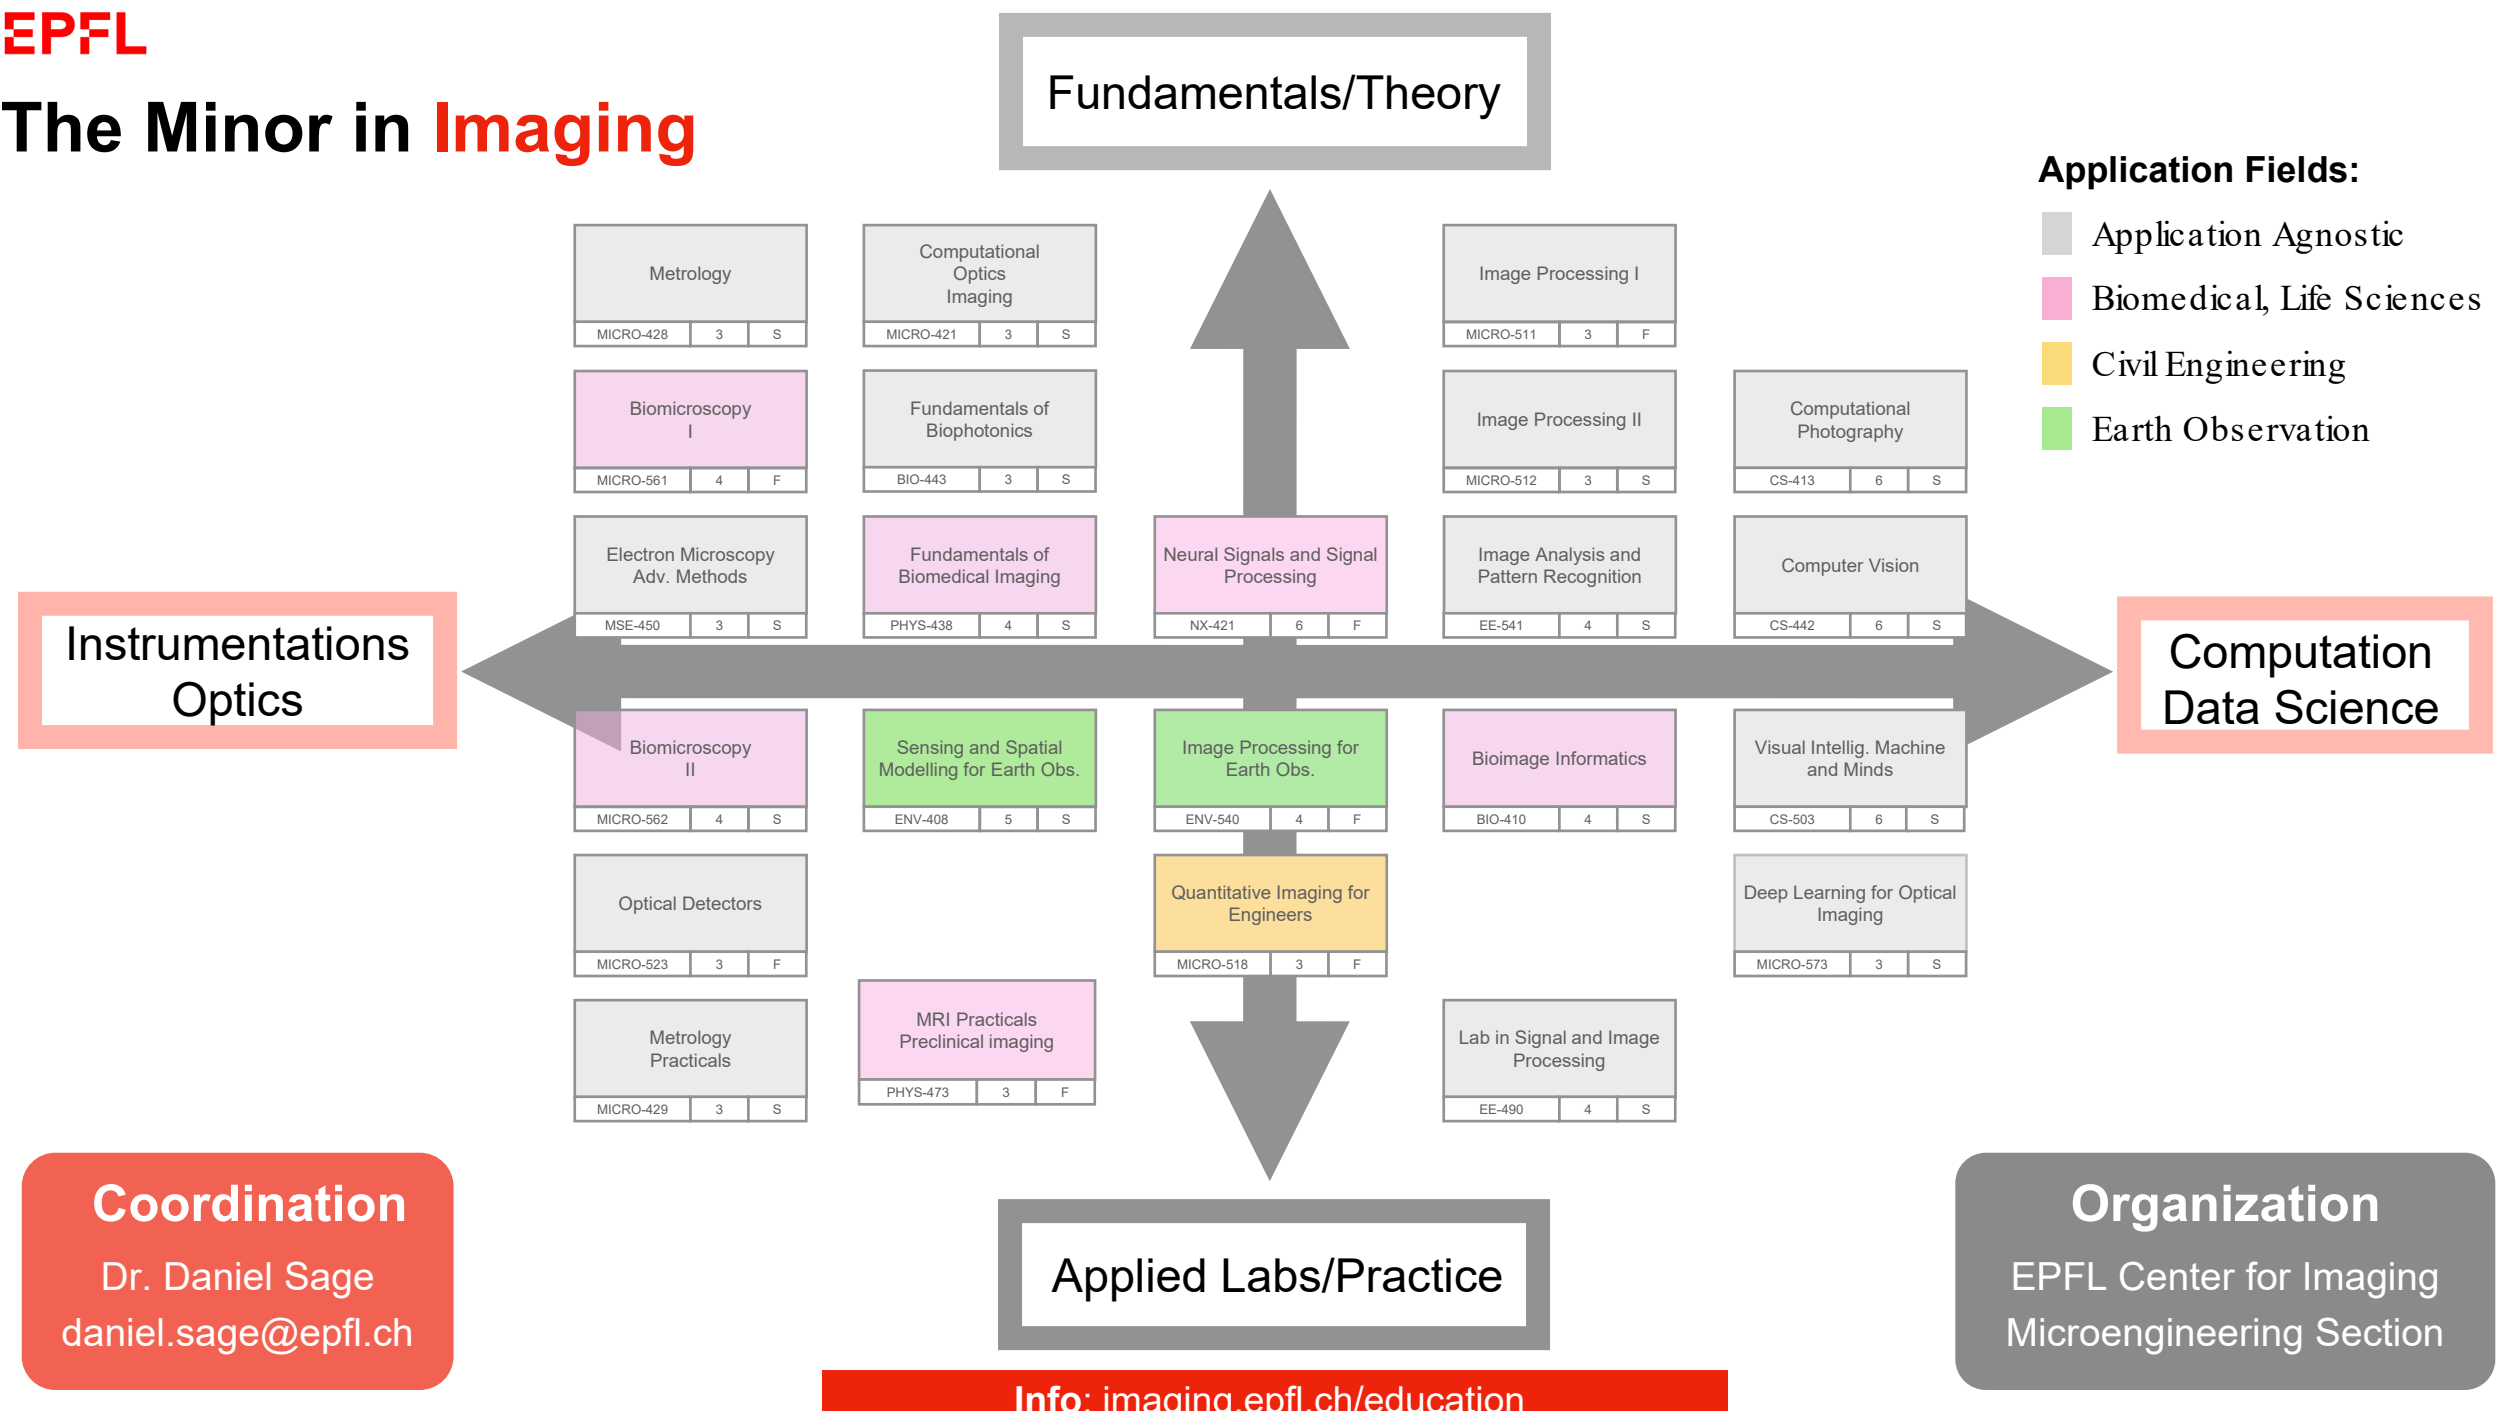 EPFL
The Minor in Imaging
Fundamentals/Theory
Application Fields:
Application Agnostic
Biomedical, Life Sciences
Civil Engineering
Earth Observation
Metrology
MICRO-428 3 S
Computational
Optics
Imaging
MICRO-421 3 S
Image Processing I
MICRO-511 3 F
Biomicroscopy
I
MICRO-561 4 F
Fundamentals of
Biophotonics
BIO-443 3 S
Image Processing II
MICRO-512 3 S
Computational
Photography
CS-413 6 S
Electron Microscopy
Adv. Methods
MSE-450 3 S
Fundamentals of
Biomedical Imaging
PHYS-438 4 S
Neural Signals and Signal
Processing
NX-421 6 F
Image Analysis and
Pattern Recognition
EE-541 4 S
Computer Vision
CS-442 6 S
Instrumentations
Optics
Computation
Data Science
Biomicroscopy
II
MICRO-562 4 S
Sensing and Spatial
Modelling for Earth Obs.
ENV-408 5 S
Image Processing for
Earth Obs.
ENV-540 4 F
Bioimage Informatics
BIO-410 4 S
Visual Intellig. Machine
and Minds
CS-503 6 S
Optical Detectors
MICRO-523 3 F
Quantitative Imaging for
Engineers
MICRO-518 3 F
Deep Learning for Optical
Imaging
MICRO-573 3 S
Metrology
Practicals
MICRO-429 3 S
MRI Practicals
Preclinical imaging
PHYS-473 3 F
Lab in Signal and Image
Processing
EE-490 4 S
Coordination
Dr. Daniel Sage
daniel.sage@epfl.ch
Applied Labs/Practice
Organization
EPFL Center for Imaging
Microengineering Section
Info: imaging.epfl.ch/education